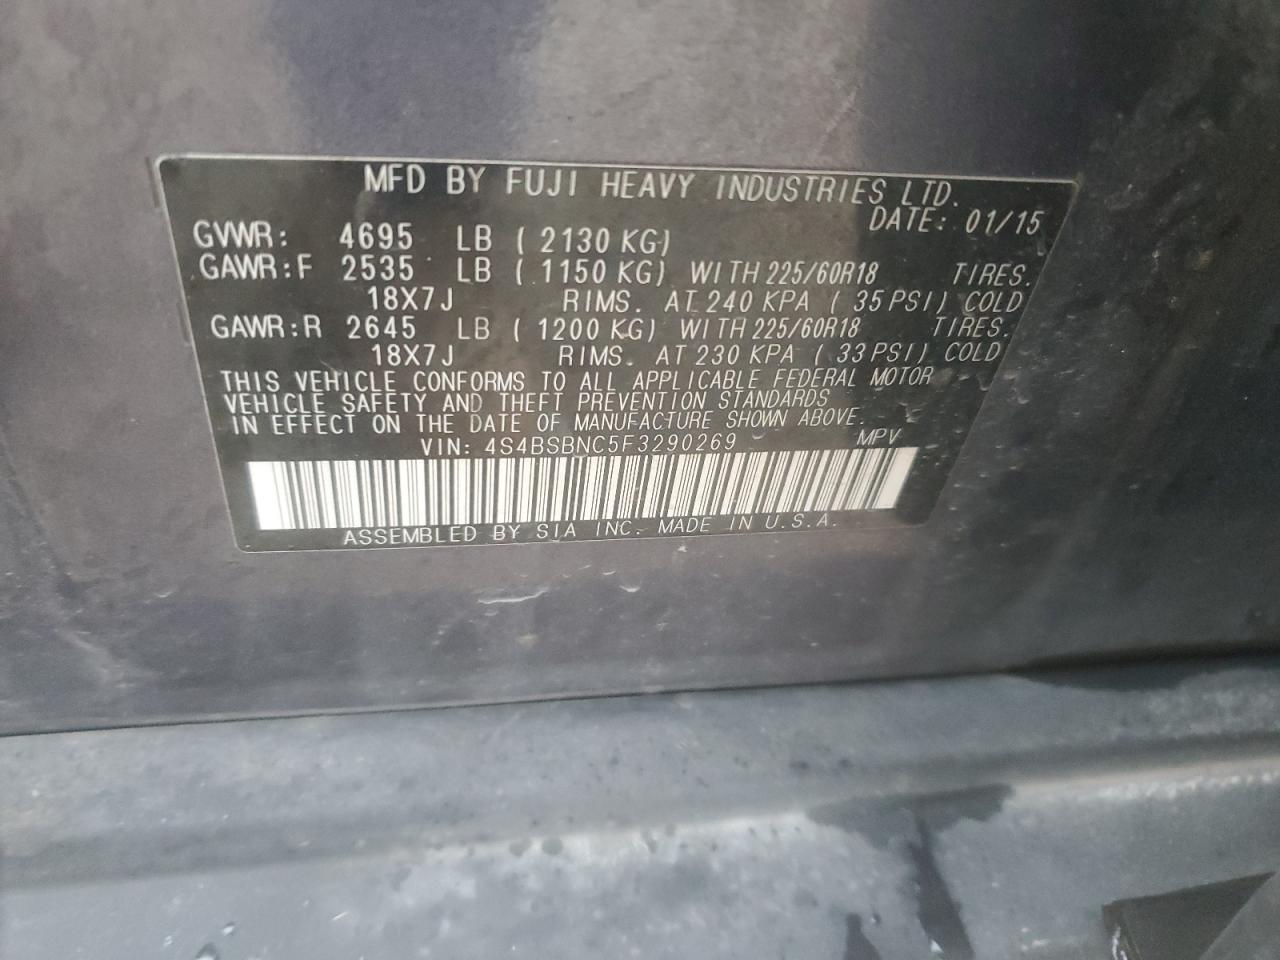 MFD BY FUJI HEAVY INDUSTRIES LTD.
DATE: 01/15
GVWR: 4695 LB ( 2130 KG)
GAWR:F 2535 LB ( 1150 KG) WITH 225/60R18 TIRES.
18X7J RIMS. AT 240 KPA ( 35 PSI) COLD
GAWR:R 2645 LB ( 1200 KG) WITH 225/60R18 TIRES.
18X7J RIMS. AT 230 KPA ( 33 PSI) COLD
THIS VEHICLE CONFORMS TO ALL APPLICABLE FEDERAL MOTOR
VEHICLE SAFETY AND THEFT PREVENTION STANDARDS
IN EFFECT ON THE DATE OF MANUFACTURE SHOWN ABOVE.
VIN: 4S4BSBNC5F3290269 MPV
ASSEMBLED BY SIA INC. MADE IN U.S.A.